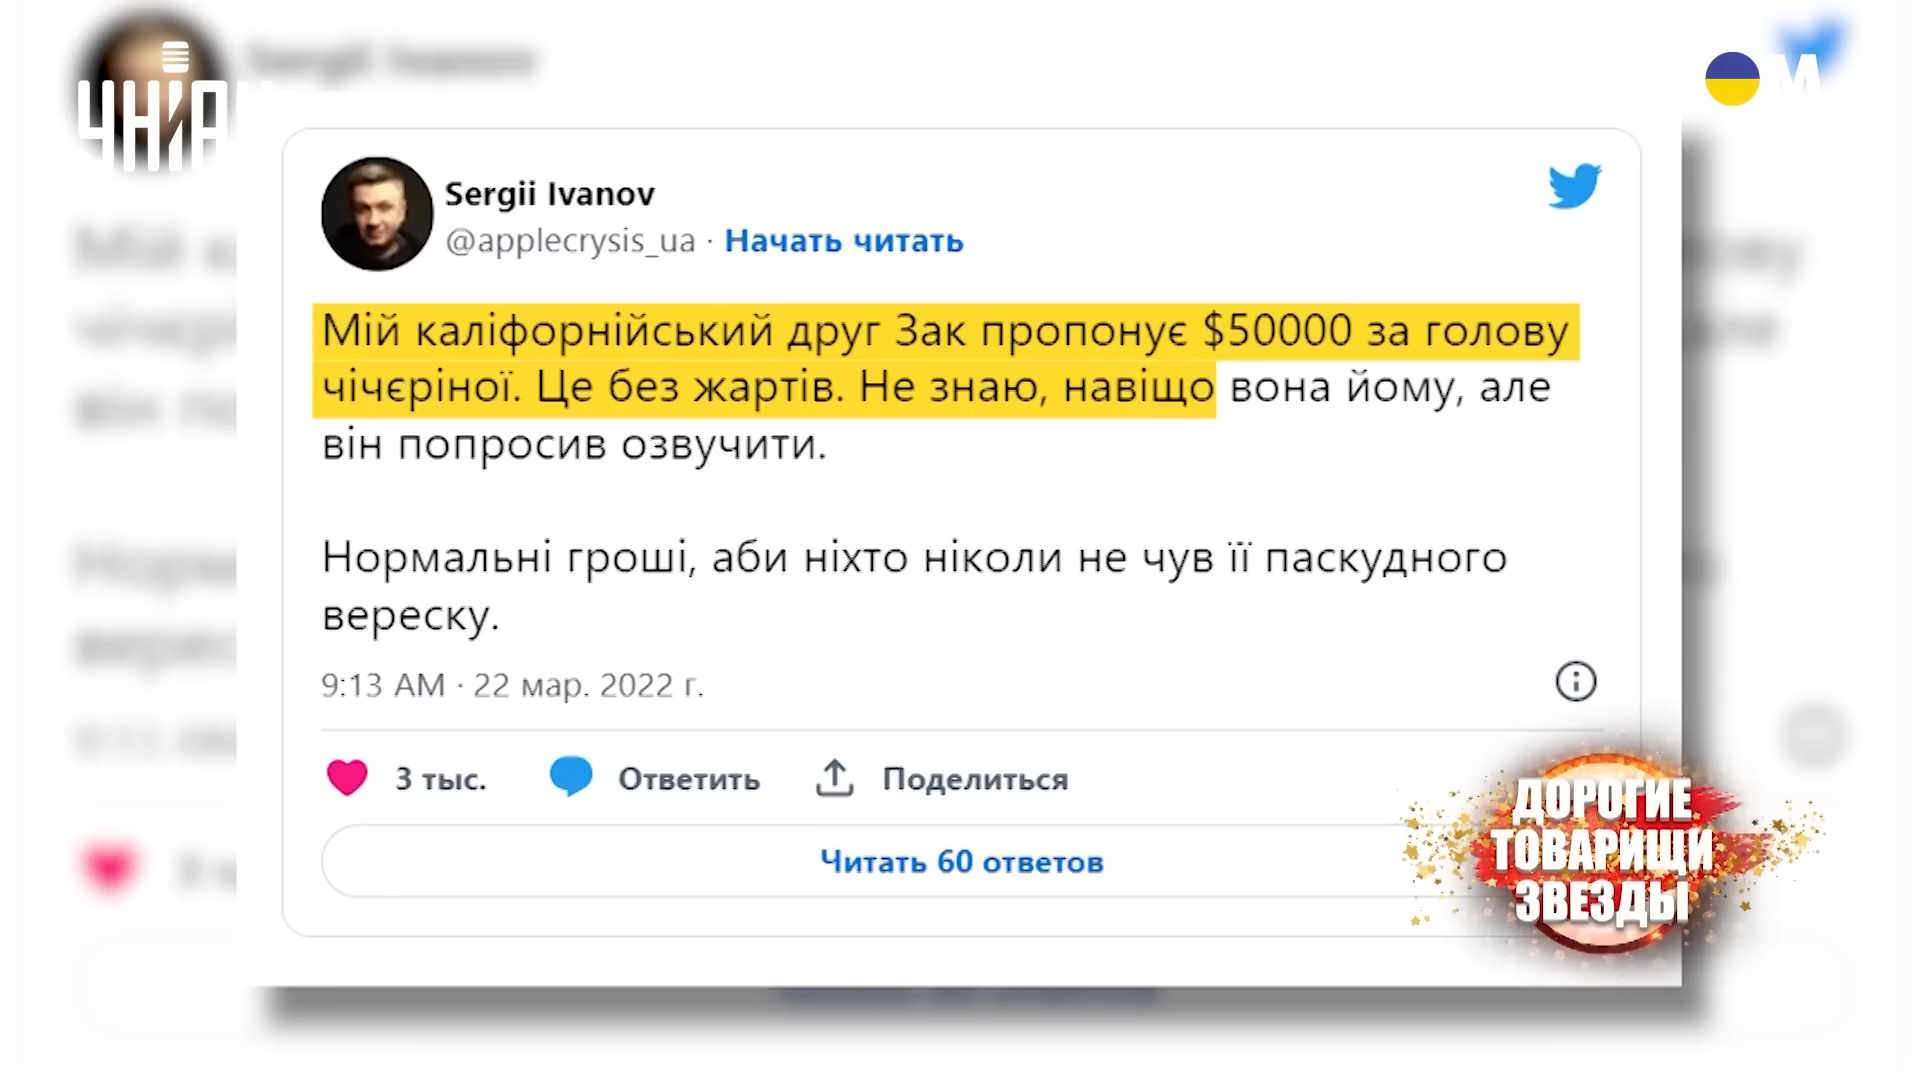 УНІАН
М
Sergii Ivanov
@applecrysis_ua · Начать читать
Мій каліфорнійський друг Зак пропонує $50000 за голову
чічєріної. Це без жартів. Не знаю, навіщо вона йому, але
він попросив озвучити.
Нормальні гроші, аби ніхто ніколи не чув її паскудного
вереску.
9:13 AM · 22 мар. 2022 г.
3 тыс.
Ответить
Поделиться
Читать 60 ответов
ДОРОГИЕ
ТОВАРИЩИ
ЗВЕЗДЫ